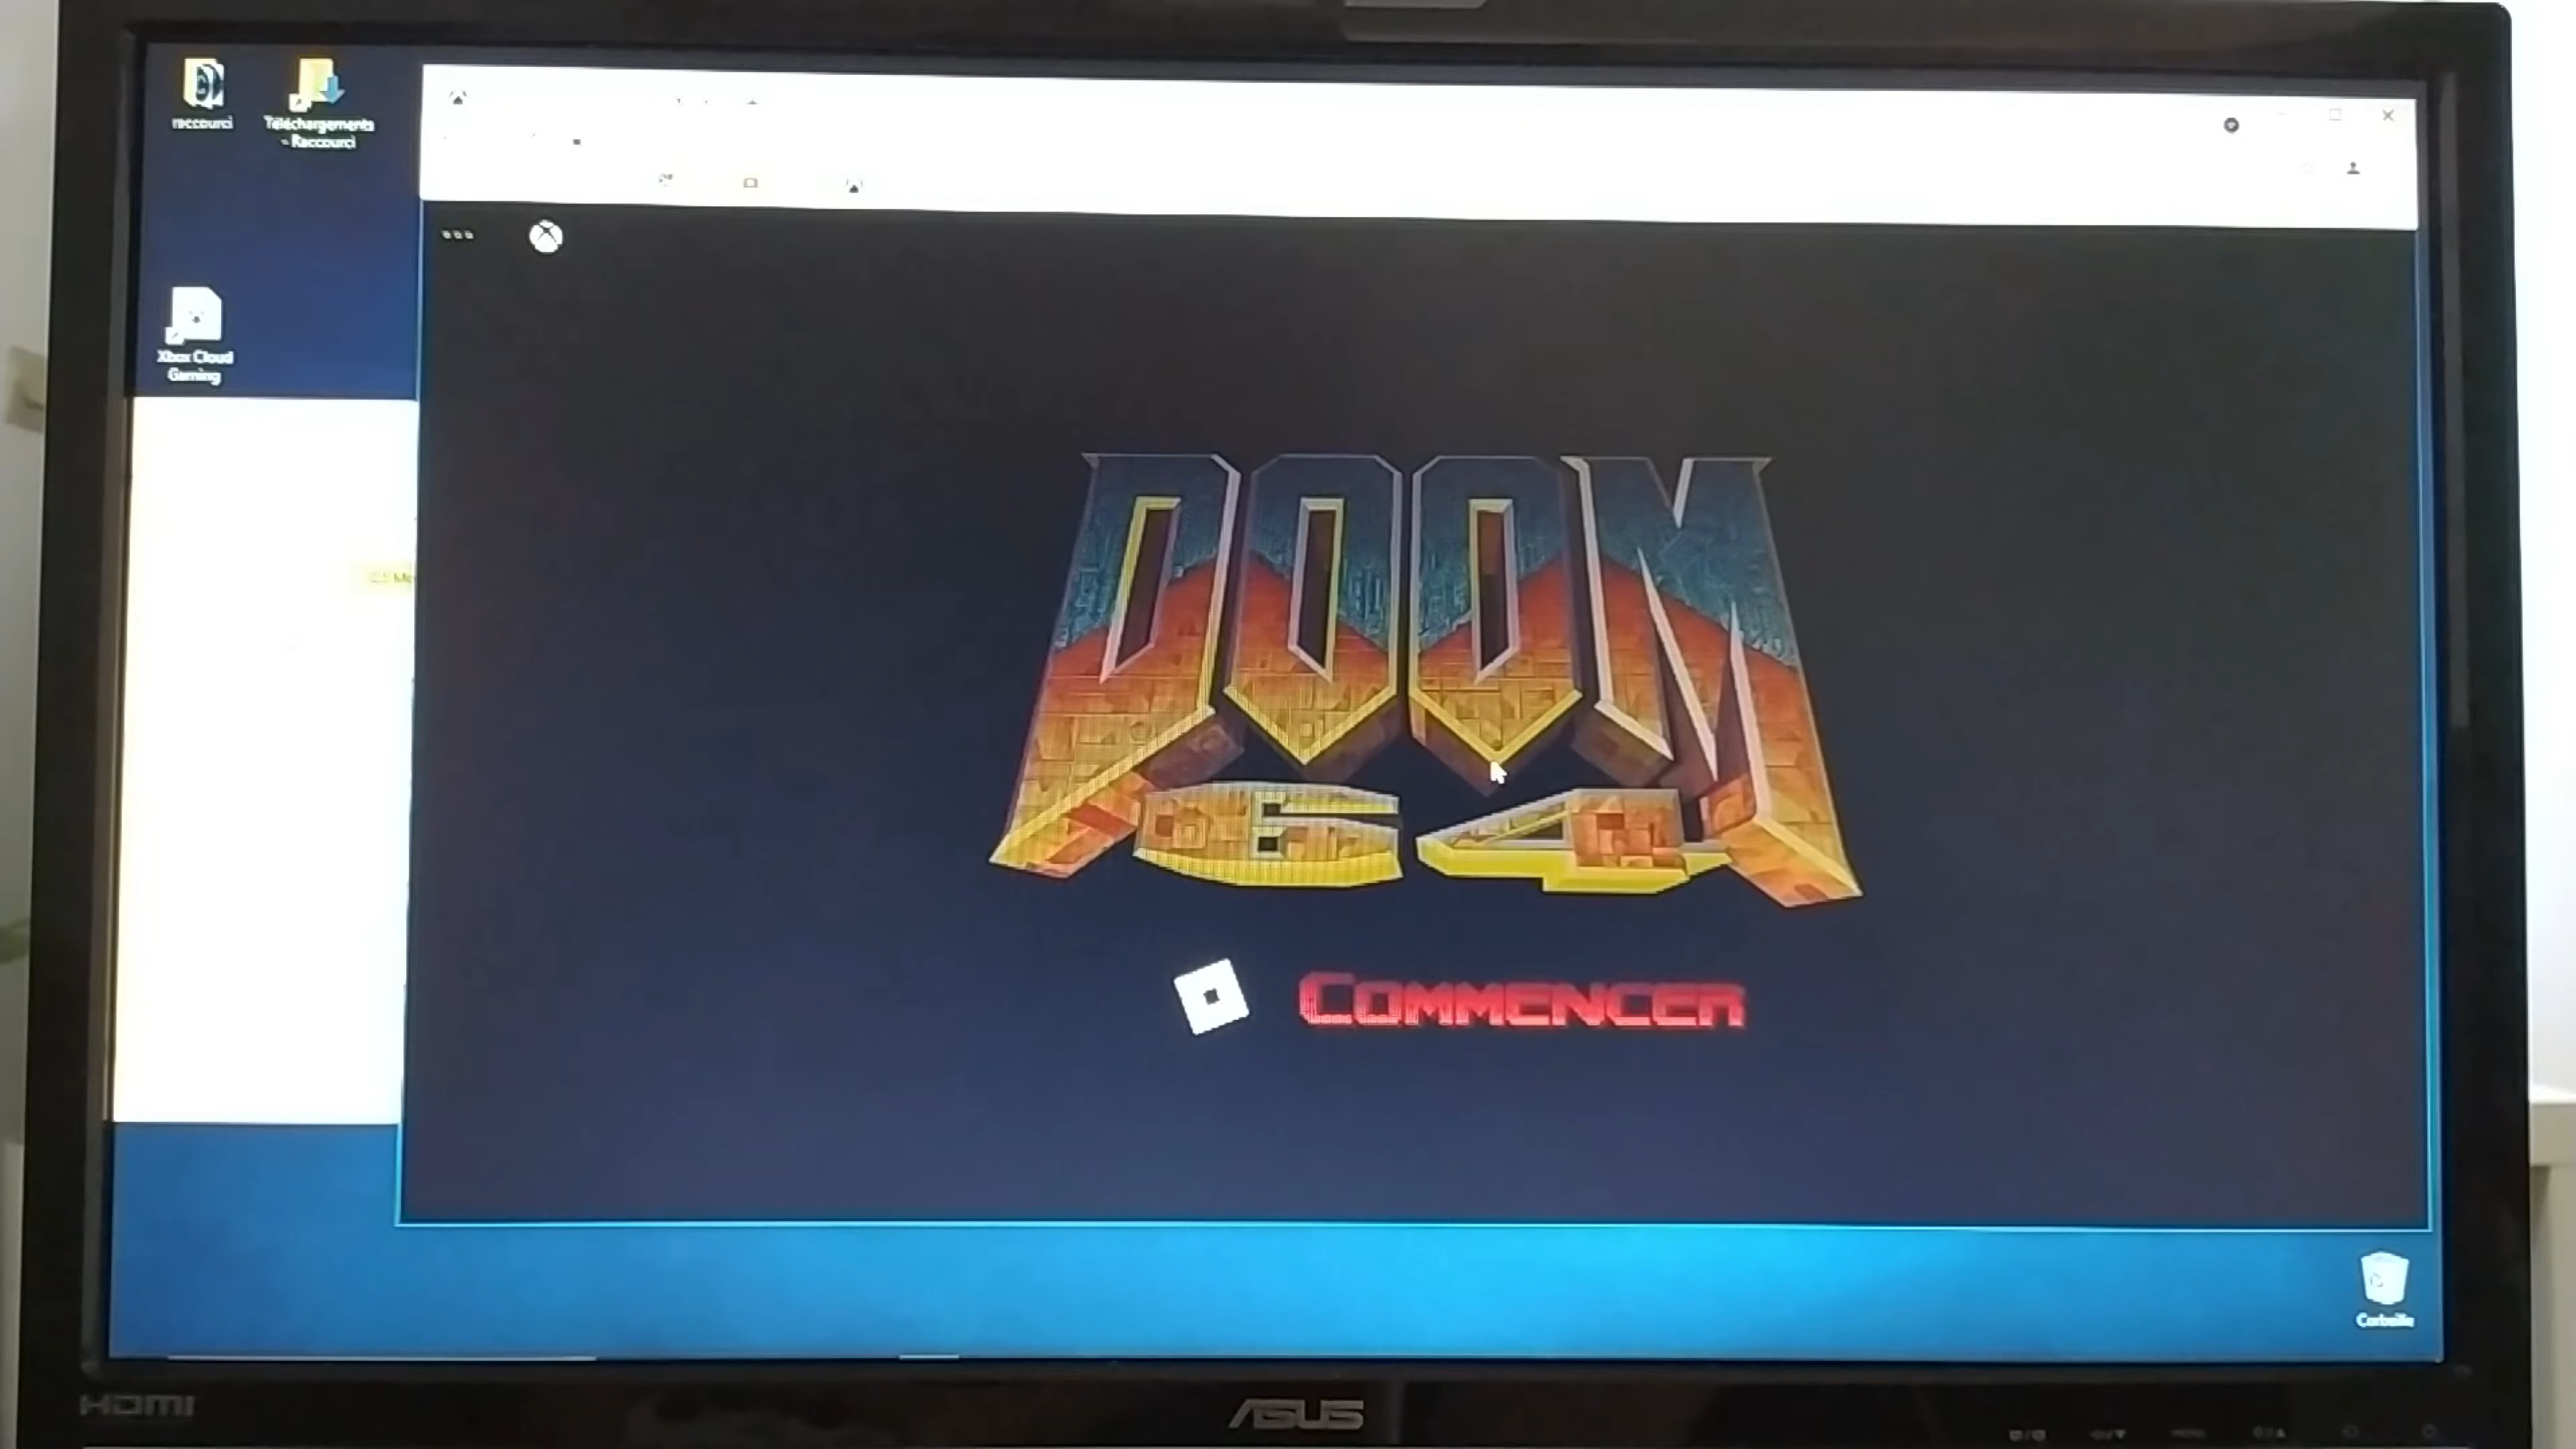 raccourci
Téléchargements
- Raccourci
Xbox Cloud
Gaming
DOOM
64
COMMENCER
Corbeille
HDMI
ASUS